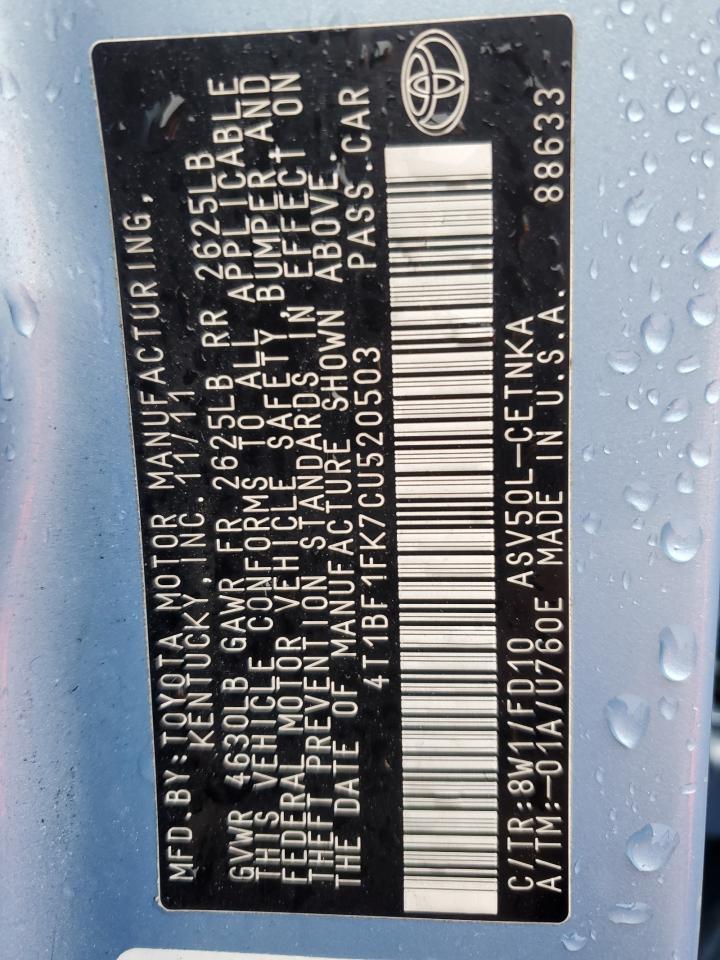 MFD.BY:TOYOTA MOTOR MANUFACTURING,
KENTUCKY,INC.11/11
GVWR 4630LB GAWR FR 2625LB RR 2625LB
THIS VEHICLE CONFORMS TO ALL APPLICABLE
FEDERAL MOTOR VEHICLE SAFETY,BUMPER,AND
THEFT PREVENTION STANDARDS IN EFFECT ON
THE DATE OF MANUFACTURE SHOWN ABOVE.
4T1BF1FK7CU520503 PASS.CAR
C/TR:8W1/FD10 ASV50L-CETNKA
A/TM:-01A/U760E MADE IN U.S.A. 88633